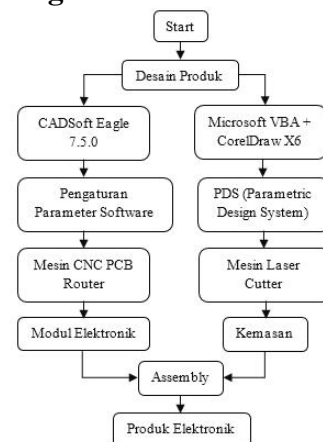 g
Start
Desain Produk
CADSoft Eagle
7.5.0
Microsoft VBA +
CorelDraw X6
Pengaturan
Parameter Software
PDS (Parametric
Design System)
Mesin CNC PCB
Router
Mesin Laser
Cutter
Modul Elektronik
Kemasan
Assembly
Produk Elektronik